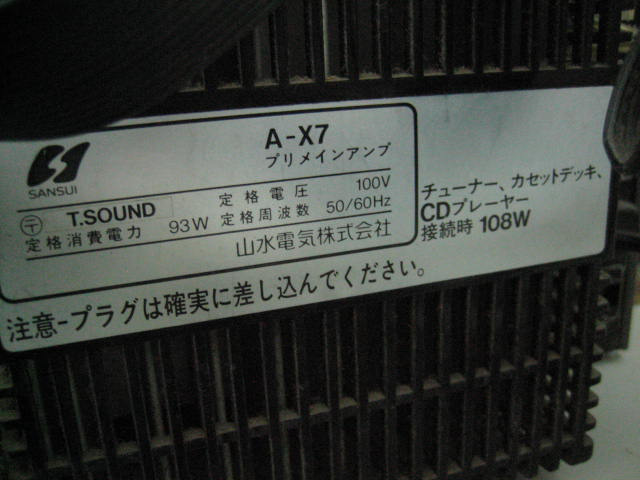 SANSUI
A-X7
プリメインアンプ
〒 T.SOUND
定格電圧 100V
定格消費電力 93W 定格周波数 50/60Hz
山水電気株式会社
チューナー、カセットデッキ、
CDプレーヤー
接続時 108W
注意-プラグは確実に差し込んでください。